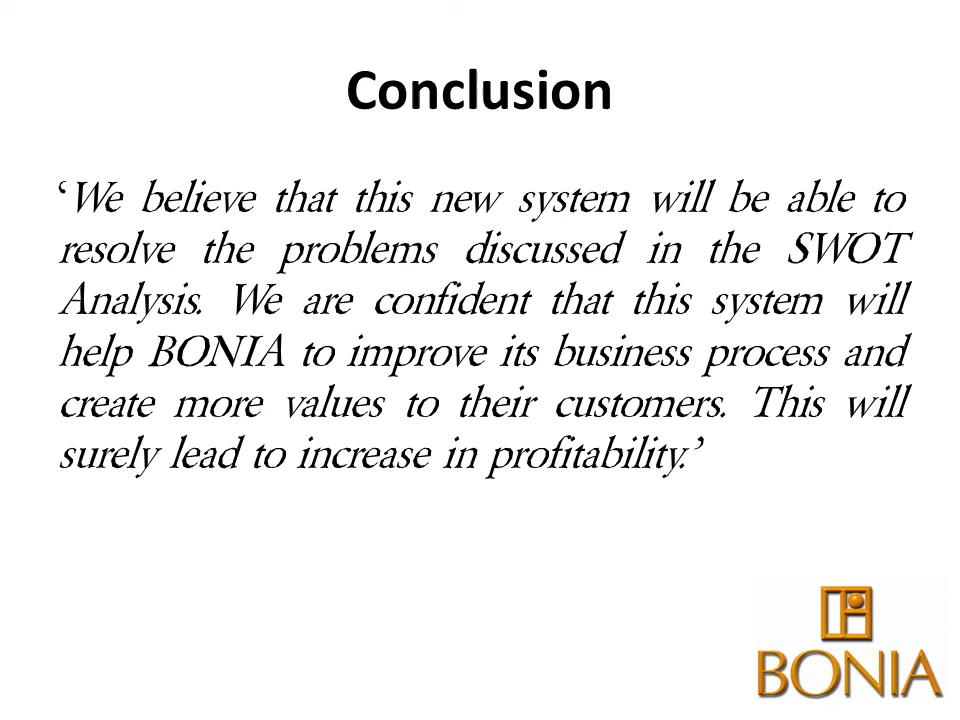 Conclusion
‘We believe that this new system will be able to
resolve the problems discussed in the SWOT
Analysis. We are confident that this system will
help BONIA to improve its business process and
create more values to their customers. This will
surely lead to increase in profitability.’
BONIA